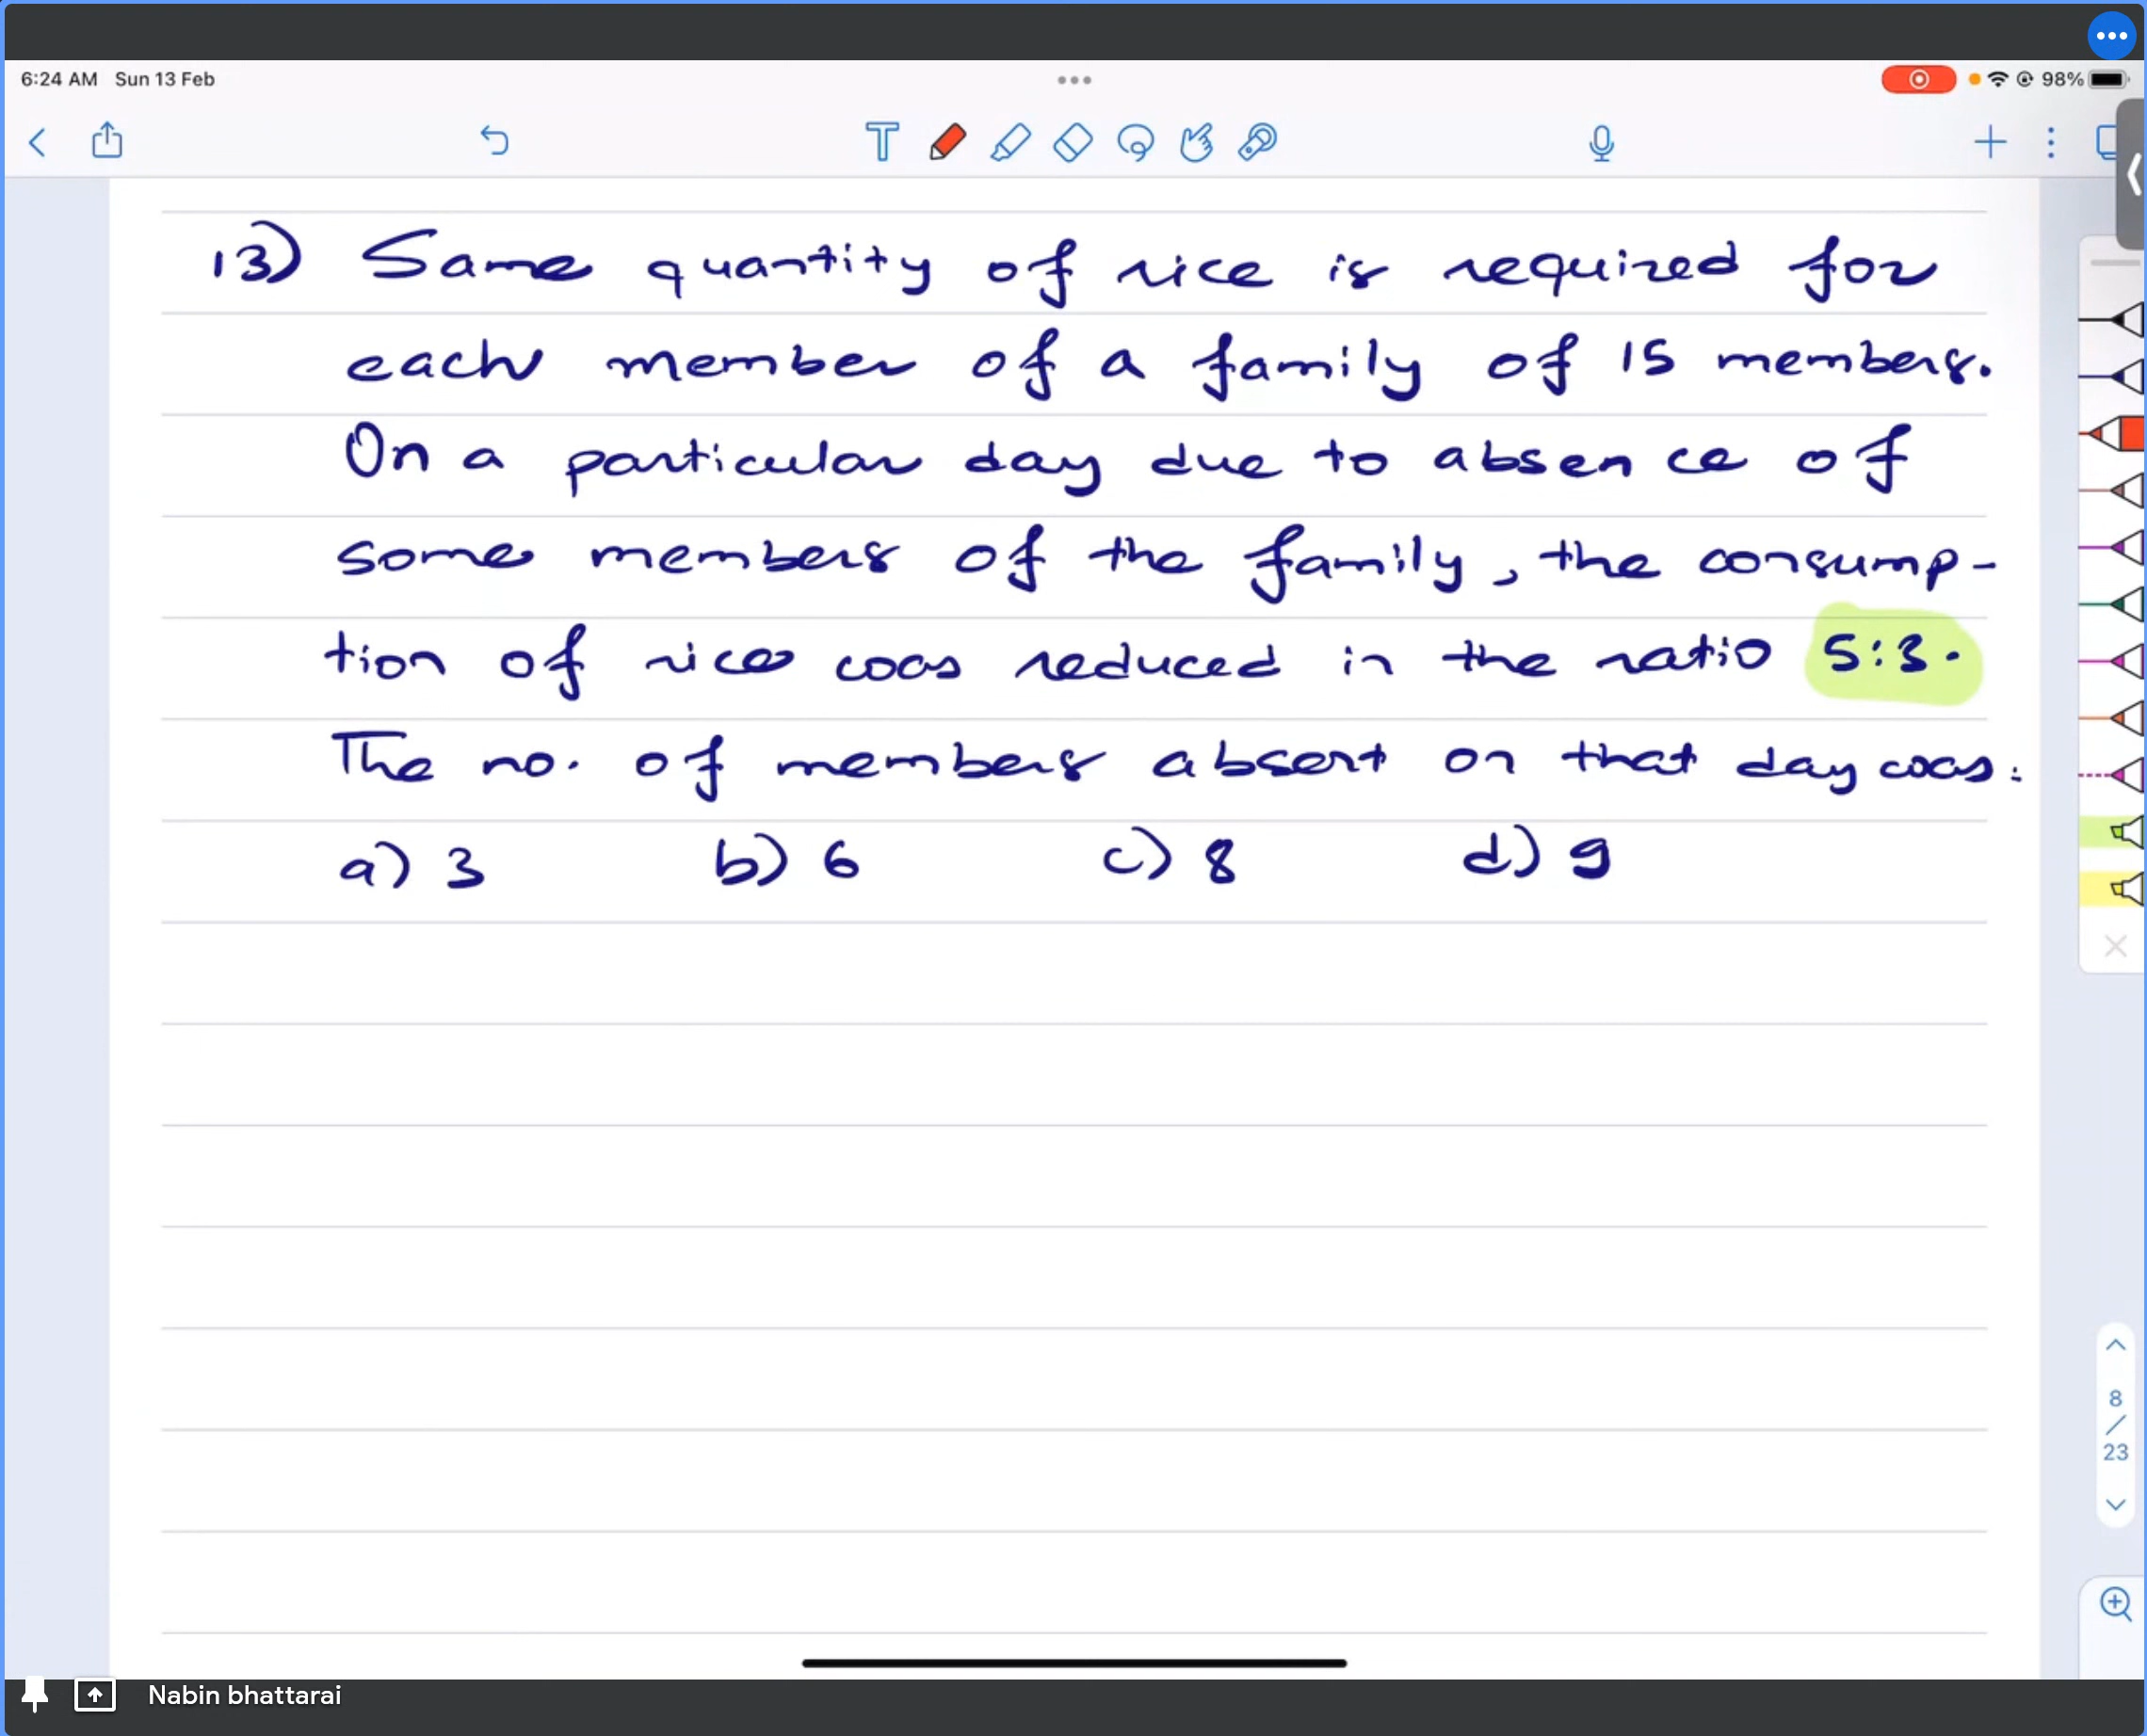 6:24 AM Sun 13 Feb
98%
T
13) Same quantity of rice is required for
each member of a family of 15 members.
On a particular day due to absence of
some members of the family, the consump-
tion of rice was reduced in the ratio 5:3.
The no. of members absent on that day was:
a) 3 b) 6 c) 8 d) 9
8
/
23
Nabin bhattarai